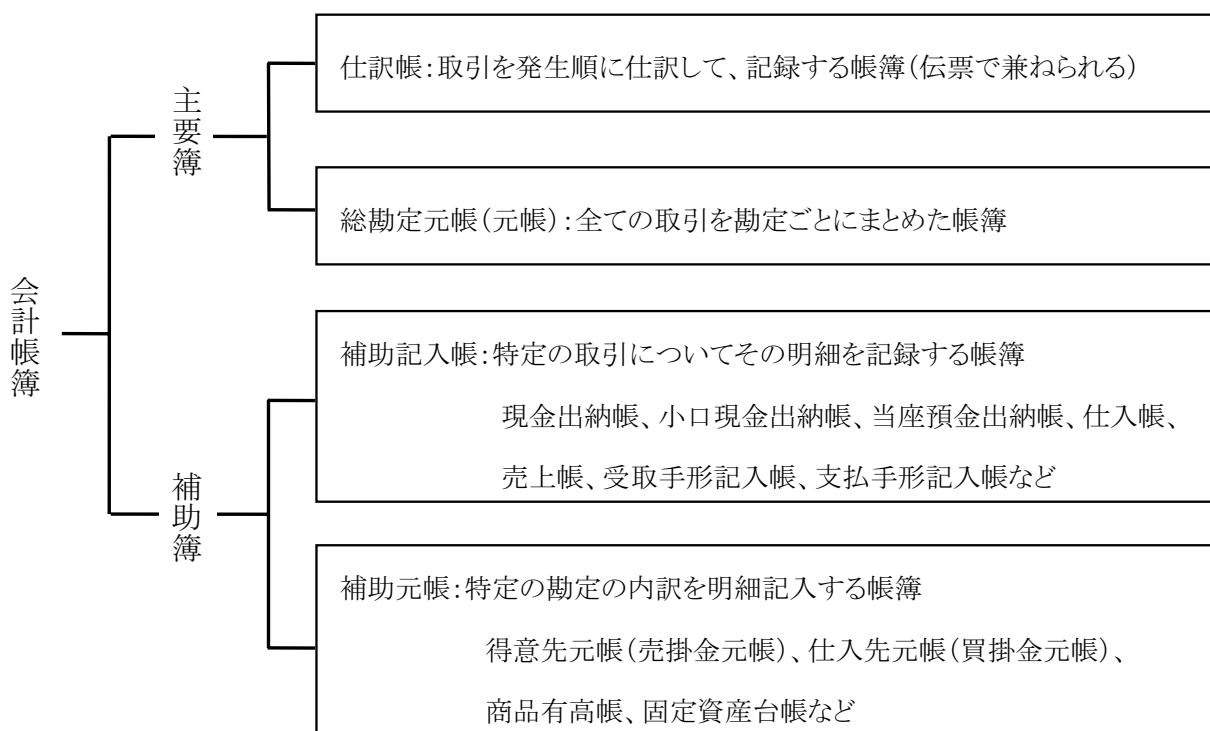 会計帳簿
主要簿
仕訳帳：取引を発生順に仕訳して、記録する帳簿（伝票で兼ねられる）
総勘定元帳（元帳）：全ての取引を勘定ごとにまとめた帳簿
補助簿
補助記入帳：特定の取引についてその明細を記録する帳簿
現金出納帳、小口現金出納帳、当座預金出納帳、仕入帳、
売上帳、受取手形記入帳、支払手形記入帳など
補助元帳：特定の勘定の内訳を明細記入する帳簿
得意先元帳（売掛金元帳）、仕入先元帳（買掛金元帳）、
商品有高帳、固定資産台帳など